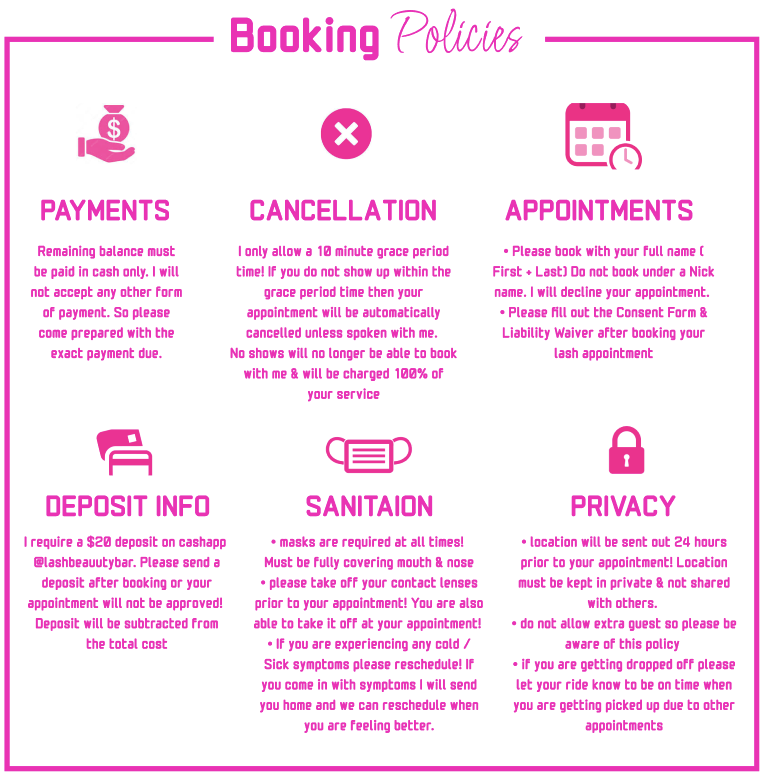 Booking Policies
$
PAYMENTS
Remaining balance must
be paid in cash only. I will
not accept any other form
of payment. So please
come prepared with the
exact payment due.
CANCELLATION
I only allow a 10 minute grace period
time! If you do not show up within the
grace period time then your
appointment will be automatically
cancelled unless spoken with me.
No shows will no longer be able to book
with me & will be charged 100% of
your service
APPOINTMENTS
• Please book with your full name (
First + Last) Do not book under a Nick
name. I will decline your appointment.
• Please fill out the Consent Form &
Liability Waiver after booking your
lash appointment
DEPOSIT INFO
I require a $20 deposit on cashapp
@lashbeauutybar. Please send a
deposit after booking or your
appointment will not be approved!
Deposit will be subtracted from
the total cost
SANITAION
• masks are required at all times!
Must be fully covering mouth & nose
• please take off your contact lenses
prior to your appointment! You are also
able to take it off at your appointment!
• If you are experiencing any cold /
Sick symptoms please reschedule! If
you come in with symptoms I will send
you home and we can reschedule when
you are feeling better.
PRIVACY
• location will be sent out 24 hours
prior to your appointment! Location
must be kept in private & not shared
with others.
• do not allow extra guest so please be
aware of this policy
• if you are getting dropped off please
let your ride know to be on time when
you are getting picked up due to other
appointments